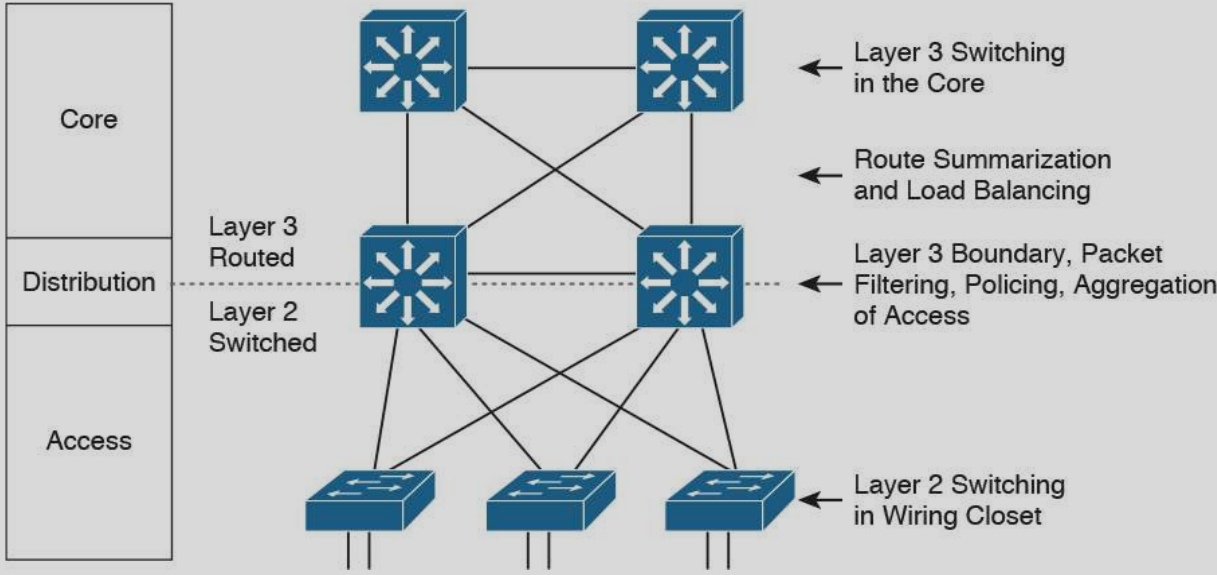 Core
Layer 3 Switching
in the Core
Route Summarization
and Load Balancing
Layer 3
Routed
Distribution
Layer 2
Switched
Layer 3 Boundary, Packet
Filtering, Policing, Aggregation
of Access
Access
Layer 2 Switching
in Wiring Closet